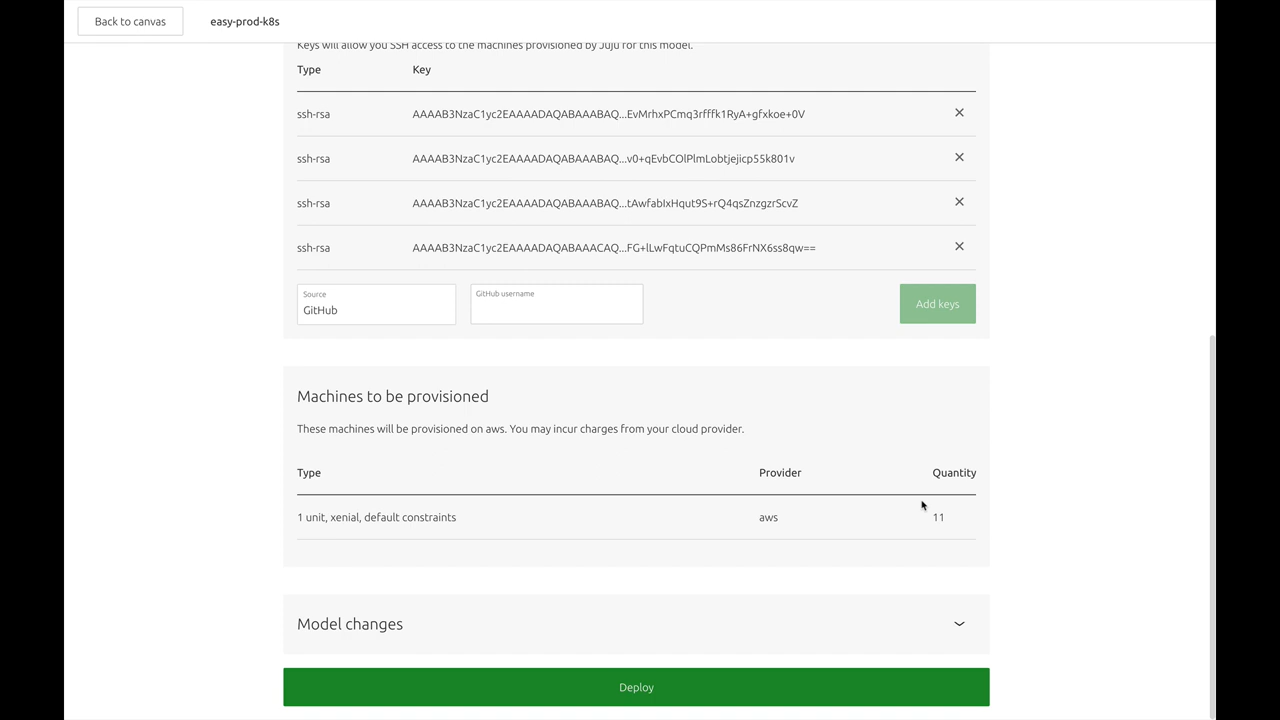 Back to canvas easy-prod-k8s
Keys will allow you SSH access to the machines provisioned by Juju for this model.
Type Key
ssh-rsa AAAAB3NzaC1yc2EAAAADAQABAAABAQ...EvMrhxPCmq3rfffk1RyA+gfxkoe+0V
ssh-rsa AAAAB3NzaC1yc2EAAAADAQABAAABAQ...v0+qEvbCOlPlmLobtjejicp55k801v
ssh-rsa AAAAB3NzaC1yc2EAAAADAQABAAABAQ...tAwfabIxHqut9S+rQ4qsZnzgzrScvZ
ssh-rsa AAAAB3NzaC1yc2EAAAADAQABAAACAQ...FG+lLwFqtuCQPmMs86FrNX6ss8qw==
Source GitHub username
GitHub Add keys
Machines to be provisioned
These machines will be provisioned on aws. You may incur charges from your cloud provider.
Type Provider Quantity
1 unit, xenial, default constraints aws 11
Model changes
Deploy